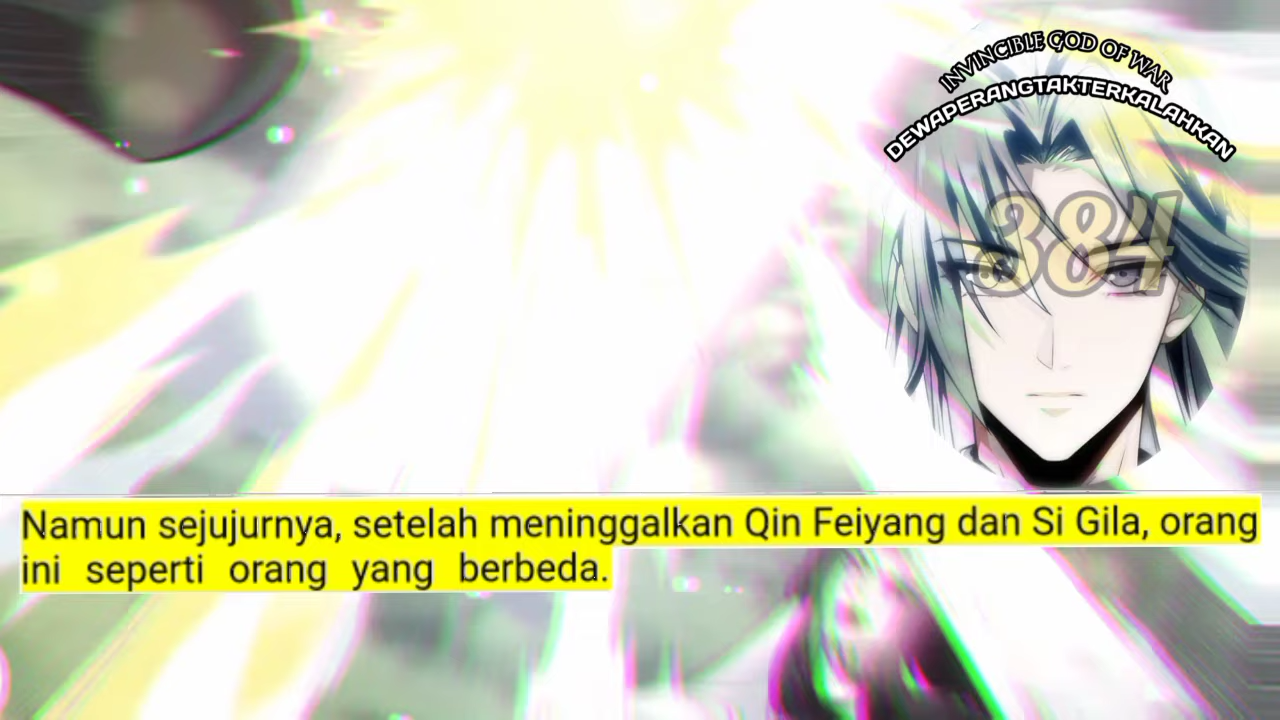 INVINCIBLE GOD OF WAR
DEWAPERANGTAKTERKALAHKAN
384
Namun sejujurnya, setelah meninggalkan Qin Feiyang dan Si Gila, orang
ini seperti orang yang berbeda.